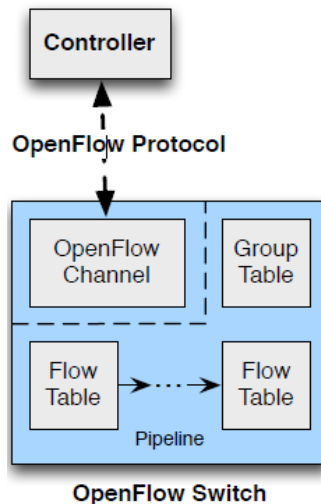 Controller
OpenFlow Protocol
OpenFlow
Channel
Group
Table
Flow
Table
...
Flow
Table
Pipeline
OpenFlow Switch